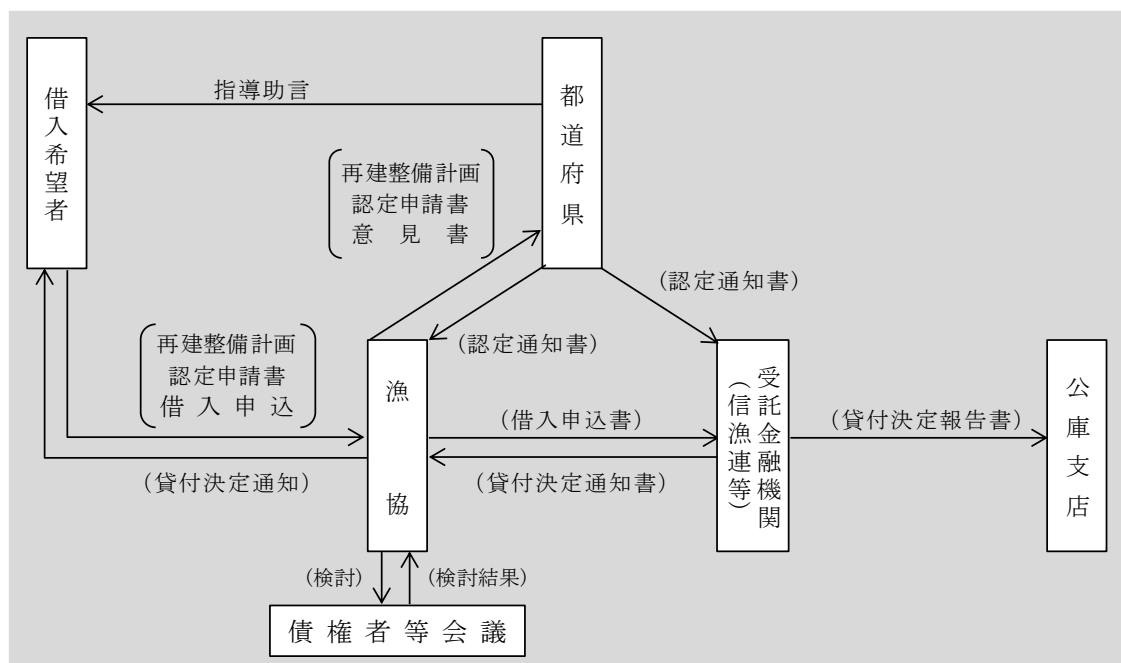 借入希望者
指導助言
都道府県
再建整備計画
認定申請書
意見書
(認定通知書)
(認定通知書)
再建整備計画
認定申請書
借入申込
漁協
受託金融機関
(信漁連等)
公庫支店
(借入申込書)
(貸付決定報告書)
(貸付決定通知)
(貸付決定通知書)
(検討)
(検討結果)
債権者等会議